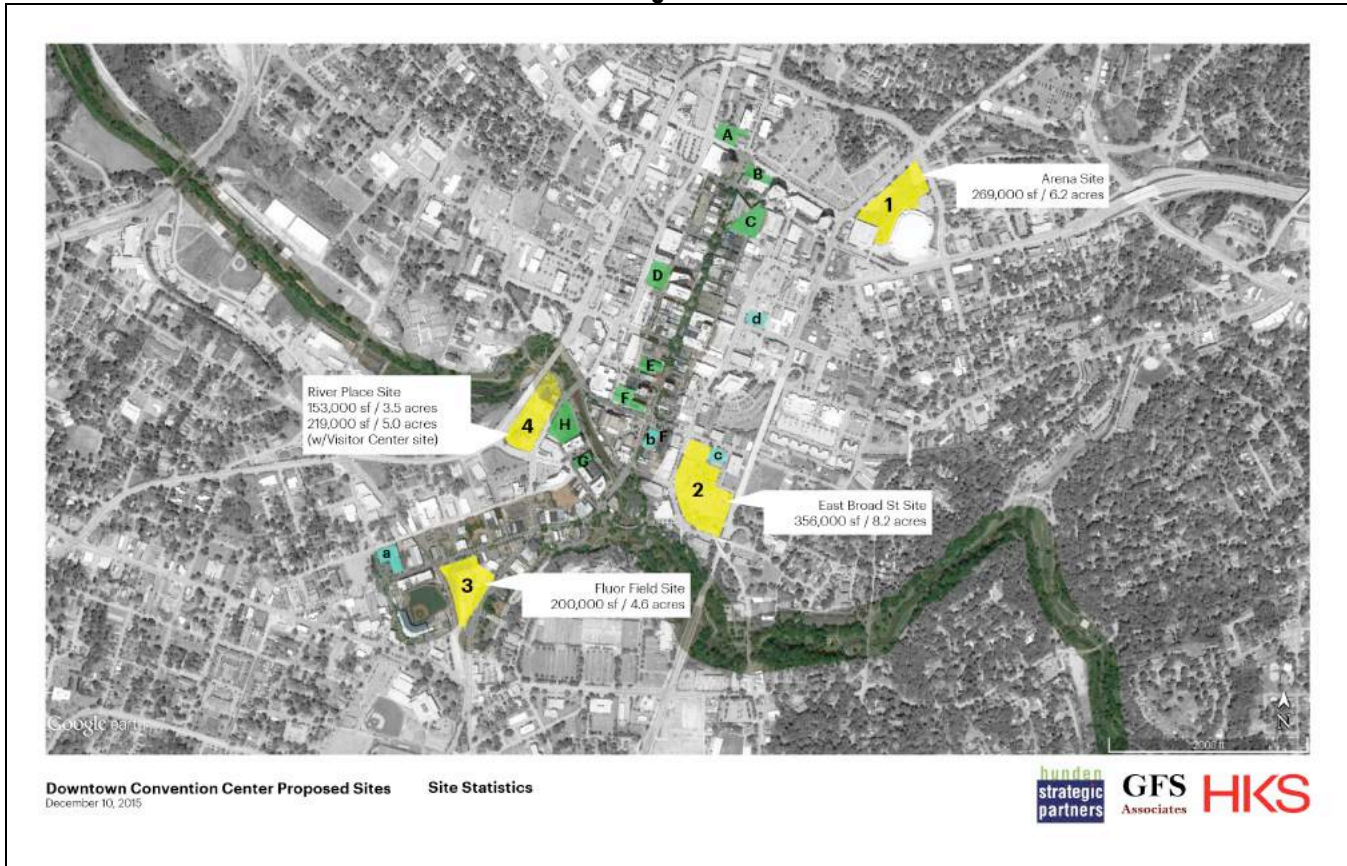 A
B
C
1
Arena Site
269,000 sf / 6.2 acres
D
d
River Place Site
153,000 sf / 3.5 acres
219,000 sf / 5.0 acres
(w/Visitor Center site)
E
F
4
H
b F
G
c
2
East Broad St Site
356,000 sf / 8.2 acres
a
3
Fluor Field Site
200,000 sf / 4.6 acres
Google earth
N
2000 ft
Downtown Convention Center Proposed Sites
Site Statistics
December 10, 2015
hunden
strategic
partners
GFS
Associates
HKS